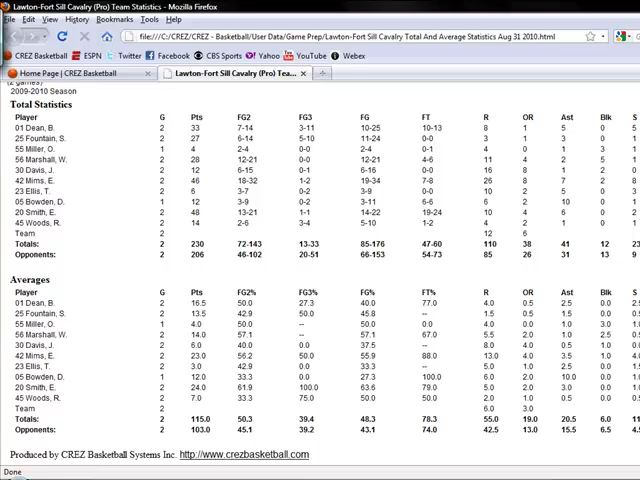 Lawton-Fort Sill Cavalry (Pro) Team Statistics - Mozilla Firefox
File Edit View History Bookmarks Tools Help
file:///C:/CREZ/CREZ - Basketball/User Data/Game Prep/Lawton-Fort Sill Cavalry Total And Average Statistics Aug 31 2010.html
CREZ Basketball ESPN Twitter Facebook CBS Sports Yahoo YouTube Webex
Home Page | CREZ Basketball Lawton-Fort Sill Cavalry (Pro) Tea...
(2 games)
2009-2010 Season
Total Statistics
Player G Pts FG2 FG3 FG FT R OR Ast Blk S
01 Dean, B. 2 33 7-14 3-11 10-25 10-13 8 1 5 0
25 Fountain, S. 2 27 6-14 5-10 11-24 0-0 4 0 3 0
55 Miller, O. 1 4 2-4 0-0 2-4 0-1 4 1 3 1
56 Marshall, W. 2 28 12-21 0-0 12-21 4-6 11 4 2 5 1
30 Davis, J. 2 12 6-15 0-1 6-16 0-0 16 8 1 2 0
42 Mims, E. 2 46 18-32 1-2 19-34 7-8 26 8 7 2 8
23 Ellis, T. 2 6 3-7 0-2 3-9 0-0 10 2 5 0 3
05 Bowden, D. 1 12 3-9 0-2 3-11 6-6 6 2 10 0
20 Smith, E. 2 48 13-21 1-1 14-22 19-24 10 4 6 0 2
45 Woods, R. 2 14 2-6 3-4 5-10 1-2 4 2 1 0
Team 2 12 6
Totals: 2 230 72-143 13-33 85-176 47-60 110 38 41 12 23
Opponents: 2 206 46-102 20-51 66-153 54-73 85 26 31 13 9
Averages
Player G Pts FG2% FG3% FG% FT% R OR Ast Blk S
01 Dean, B. 2 16.5 50.0 27.3 40.0 77.0 4.0 0.5 2.5 0.0 2.5
25 Fountain, S. 2 13.5 42.9 50.0 45.8 -- 2.0 0.0 1.5 0.0 0.5
55 Miller, O. 1 4.0 50.0 -- 50.0 0.0 4.0 1.0 3.0 1.0
56 Marshall, W. 2 14.0 57.1 -- 57.1 67.0 5.5 2.0 1.0 2.5 0.5
30 Davis, J. 2 6.0 40.0 0.0 37.5 -- 8.0 4.0 0.5 1.0 0.0
42 Mims, E. 2 23.0 56.2 50.0 55.9 88.0 13.0 4.0 3.5 1.0 4.0
23 Ellis, T. 2 3.0 42.9 0.0 33.3 -- 5.0 1.0 2.5 0.0
05 Bowden, D. 1 12.0 33.3 0.0 27.3 100.0 6.0 2.0 10.0 0.0
20 Smith, E. 2 24.0 61.9 100.0 63.6 79.0 5.0 2.0 3.0 0.0
45 Woods, R. 2 7.0 33.3 75.0 50.0 50.0 2.0 1.0 0.5 0.0
Team 2 6.0 3.0
Totals: 2 115.0 50.3 39.4 48.3 78.3 55.0 19.0 20.5 6.0 11
Opponents: 2 103.0 45.1 39.2 43.1 74.0 42.5 13.0 15.5 6.5 4.5
Produced by CREZ Basketball Systems Inc. http://www.crezbasketball.com
Done